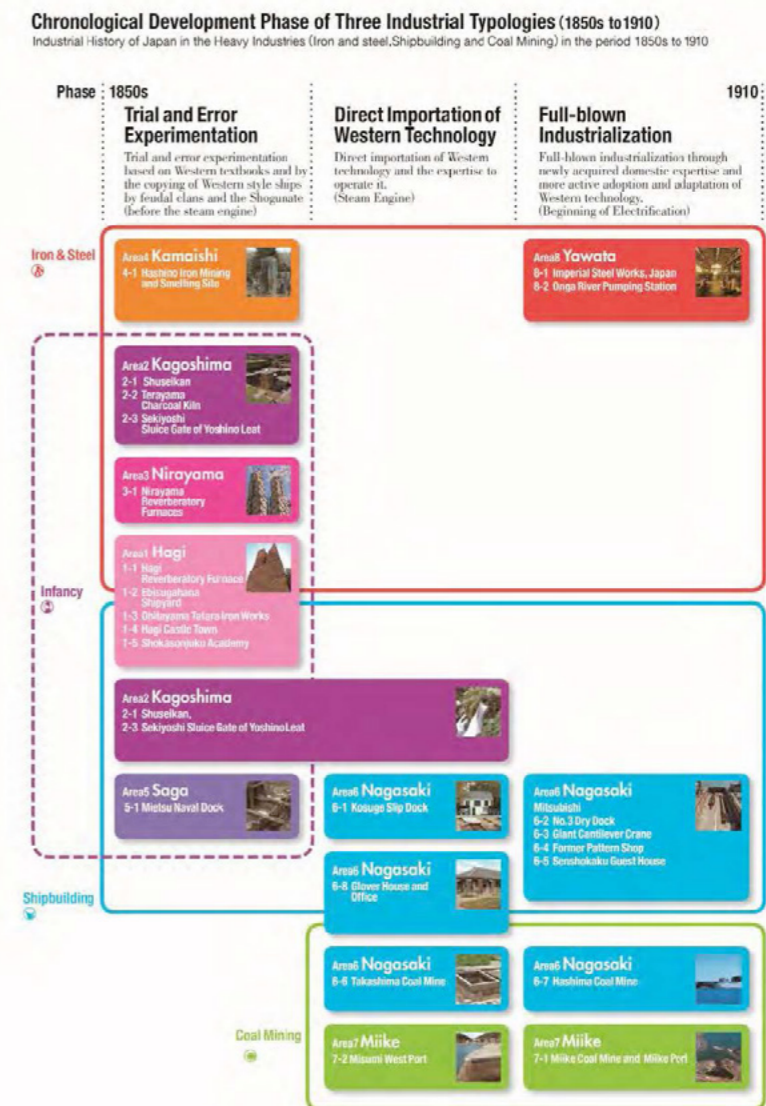 Chronological Development Phase of Three Industrial Typologies (1850s to 1910)
Industrial History of Japan in the Heavy Industries (Iron and steel,Shipbuilding and Coal Mining) in the period 1850s to 1910
Phase
1850s
1910
Trial and Error
Experimentation
Trial and error experimentation
based on Western textbooks and by
the copying of Western style ships
by feudal clans and the Shogunate
(before the steam engine)
Direct Importation of
Western Technology
Direct importation of Western
technology and the expertise to
operate it.
(Steam Engine)
Full-blown
Industrialization
Full-blown industrialization through
newly acquired domestic expertise and
more active adoption and adaptation of
Western technology.
(Beginning of Electrification)
Iron & Steel
Area4 Kamaishi
4-1 Hashino Iron Mining
and Smelting Site
Area8 Yawata
8-1 Imperial Steel Works, Japan
8-2 Onga River Pumping Station
Area2 Kagoshima
2-1 Shuseikan
2-2 Terayama
Charcoal Kiln
2-3 Sekiyoshi
Sluice Gate of Yoshino Leat
Area3 Nirayama
3-1 Nirayama
Reverberatory
Furnaces
Infancy
Area1 Hagi
1-1 Hagi
Reverberatory Furnace
1-2 Ebisugahana
Shipyard
1-3 Ohitayama Tatara Iron Works
1-4 Hagi Castle Town
1-5 Shokasonjuku Academy
Area2 Kagoshima
2-1 Shuseikan,
2-3 Sekiyoshi Sluice Gate of Yoshino Leat
Area5 Saga
5-1 Mietsu Naval Dock
Area6 Nagasaki
6-1 Kosuge Slip Dock
Area6 Nagasaki
Mitsubishi
6-2 No.3 Dry Dock
6-3 Giant Cantilever Crane
6-4 Former Pattern Shop
6-5 Senshokaku Guest House
Area6 Nagasaki
6-8 Glover House and
Office
Shipbuilding
Area6 Nagasaki
6-6 Takashima Coal Mine
Area6 Nagasaki
6-7 Hashima Coal Mine
Coal Mining
Area7 Miike
7-2 Misumi West Port
Area7 Miike
7-1 Miike Coal Mine and Miike Port